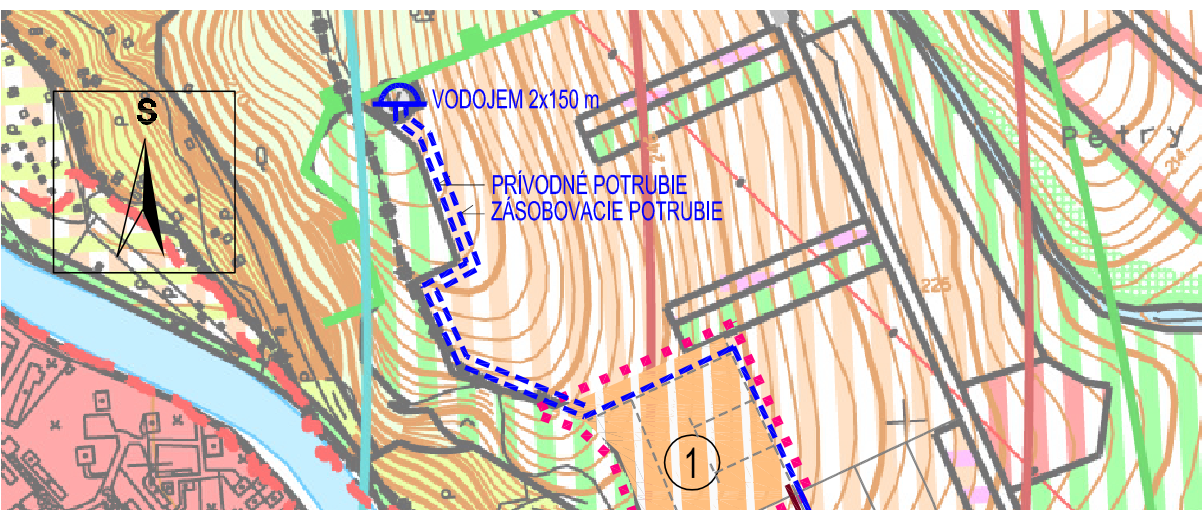 S
VODOJEM 2x150 m
Petry
PRÍVODNÉ POTRUBIE
ZÁSOBOVACIE POTRUBIE
225
1